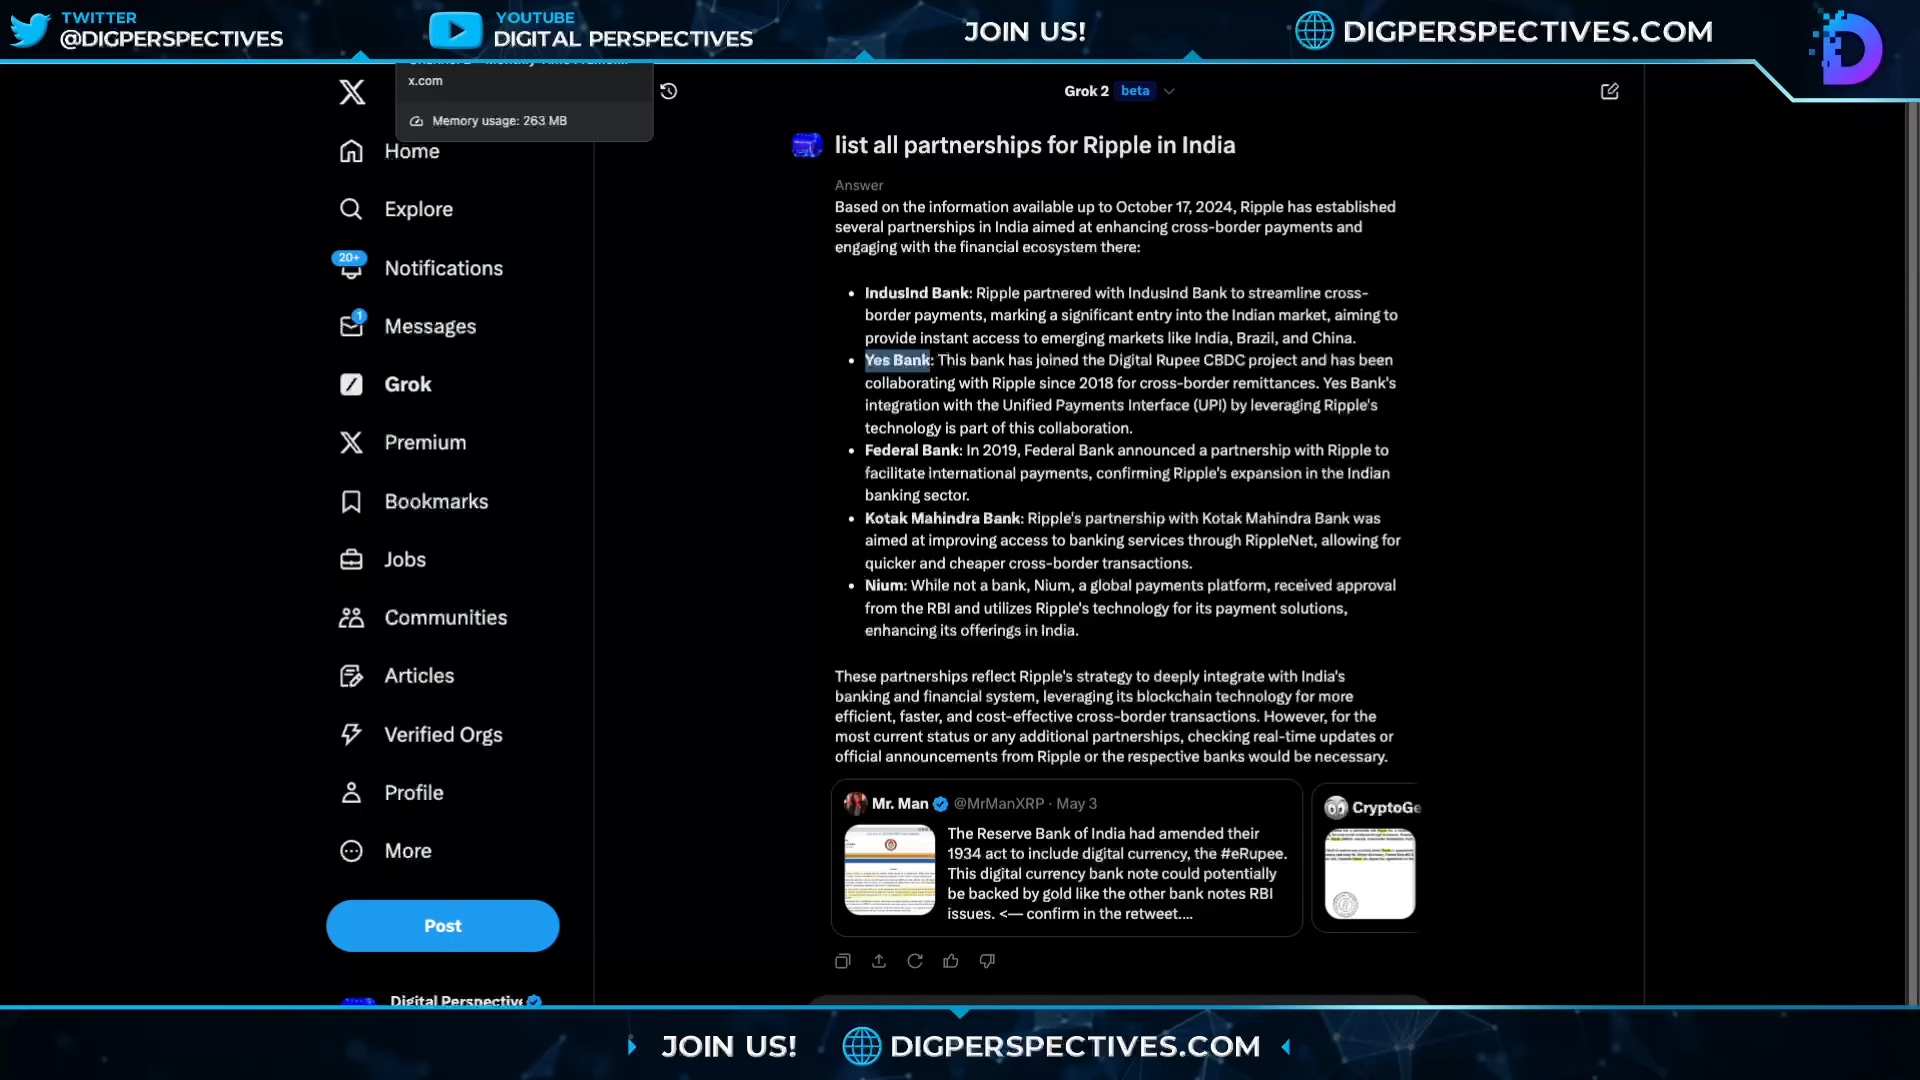 TWITTER
@DIGPERSPECTIVES
YOUTUBE
DIGITAL PERSPECTIVES
JOIN US!
DIGPERSPECTIVES.COM
x.com
Memory usage: 263 MB
Home
Explore
20+
Notifications
1
Messages
Grok
Premium
Bookmarks
Jobs
Communities
Articles
Verified Orgs
Profile
More
Post
Digital Perspective
Grok 2 beta
list all partnerships for Ripple in India
Answer
Based on the information available up to October 17, 2024, Ripple has established
several partnerships in India aimed at enhancing cross-border payments and
engaging with the financial ecosystem there:
• IndusInd Bank: Ripple partnered with IndusInd Bank to streamline cross-
border payments, marking a significant entry into the Indian market, aiming to
provide instant access to emerging markets like India, Brazil, and China.
• Yes Bank: This bank has joined the Digital Rupee CBDC project and has been
collaborating with Ripple since 2018 for cross-border remittances. Yes Bank's
integration with the Unified Payments Interface (UPI) by leveraging Ripple's
technology is part of this collaboration.
• Federal Bank: In 2019, Federal Bank announced a partnership with Ripple to
facilitate international payments, confirming Ripple's expansion in the Indian
banking sector.
• Kotak Mahindra Bank: Ripple's partnership with Kotak Mahindra Bank was
aimed at improving access to banking services through RippleNet, allowing for
quicker and cheaper cross-border transactions.
• Nium: While not a bank, Nium, a global payments platform, received approval
from the RBI and utilizes Ripple's technology for its payment solutions,
enhancing its offerings in India.
These partnerships reflect Ripple's strategy to deeply integrate with India's
banking and financial system, leveraging its blockchain technology for more
efficient, faster, and cost-effective cross-border transactions. However, for the
most current status or any additional partnerships, checking real-time updates or
official announcements from Ripple or the respective banks would be necessary.
Mr. Man @MrManXRP · May 3
The Reserve Bank of India had amended their
1934 act to include digital currency, the #eRupee.
This digital currency bank note could potentially
be backed by gold like the other bank notes RBI
issues. <— confirm in the retweet....
CryptoGe
JOIN US!
DIGPERSPECTIVES.COM